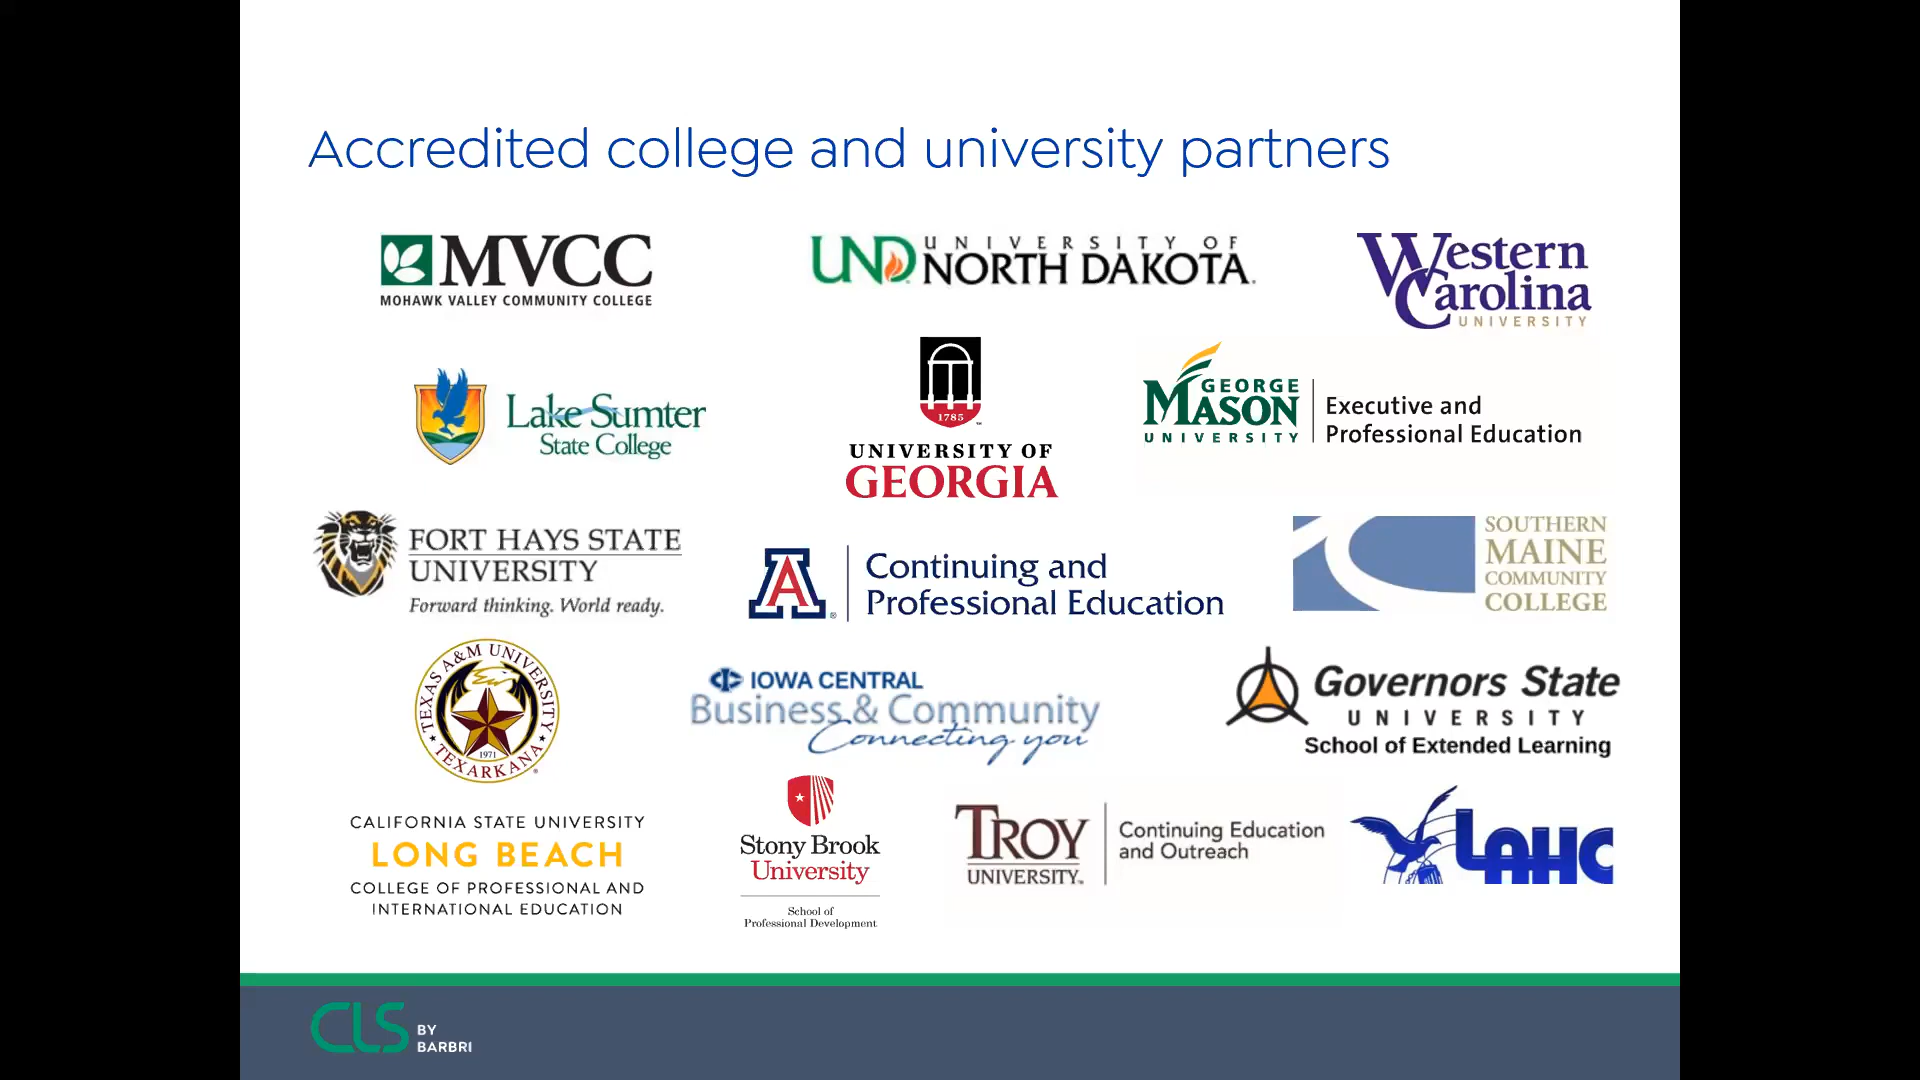 Accredited college and university partners
MVCC
MOHAWK VALLEY COMMUNITY COLLEGE
UND UNIVERSITY OF
NORTH DAKOTA.
Western
Carolina
UNIVERSITY
Lake Sumter
State College
1785
UNIVERSITY OF
GEORGIA
GEORGE
MASON
UNIVERSITY
Executive and
Professional Education
FORT HAYS STATE
UNIVERSITY
Forward thinking. World ready.
A
Continuing and
Professional Education
SOUTHERN
MAINE
COMMUNITY
COLLEGE
TEXAS A&M UNIVERSITY
1971
TEXARKANA
IOWA CENTRAL
Business & Community
Connecting you
Governors State
UNIVERSITY
School of Extended Learning
CALIFORNIA STATE UNIVERSITY
LONG BEACH
COLLEGE OF PROFESSIONAL AND
INTERNATIONAL EDUCATION
Stony Brook
University
School of
Professional Development
TROY
UNIVERSITY
Continuing Education
and Outreach
LAHC
CLS BY
BARBRI